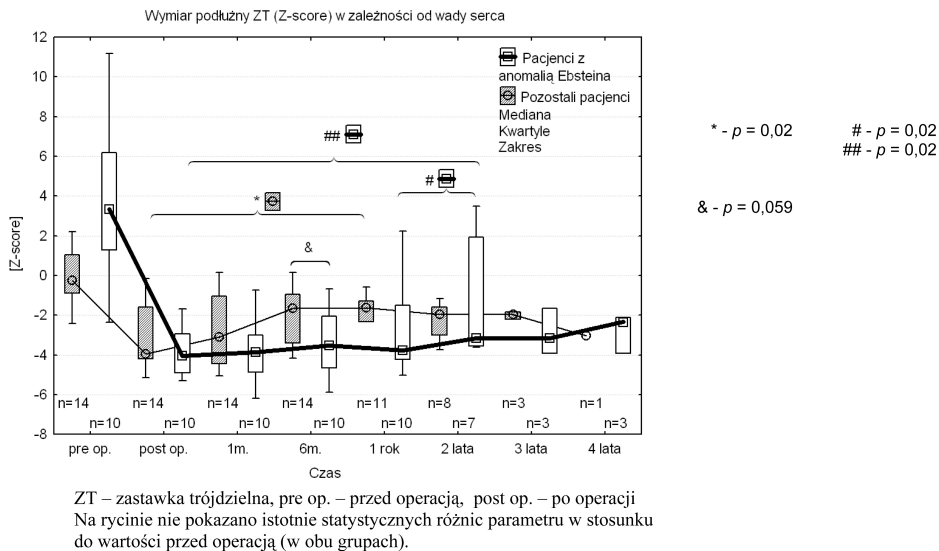 Wymiar podłużny ZT (Z-score) w zależności od wady serca
12
10
8
6
4
2
0
-2
-4
-6
-8
[Z-score]
Pacjenci z
anomalią Ebsteina
Pozostali pacjenci
Mediana
Kwartyle
Zakres
##
#
*
&
* - p = 0,02
# - p = 0,02
## - p = 0,02
& - p = 0,059
n=14 n=14 n=14 n=14 n=11 n=8 n=3 n=1
n=10 n=10 n=10 n=10 n=10 n=7 n=3 n=3
pre op. post op. 1m. 6m. 1 rok 2 lata 3 lata 4 lata
Czas
ZT – zastawka trójdzielna, pre op. – przed operacją, post op. – po operacji
Na rycinie nie pokazano istotnie statystycznych różnic parametru w stosunku
do wartości przed operacją (w obu grupach).